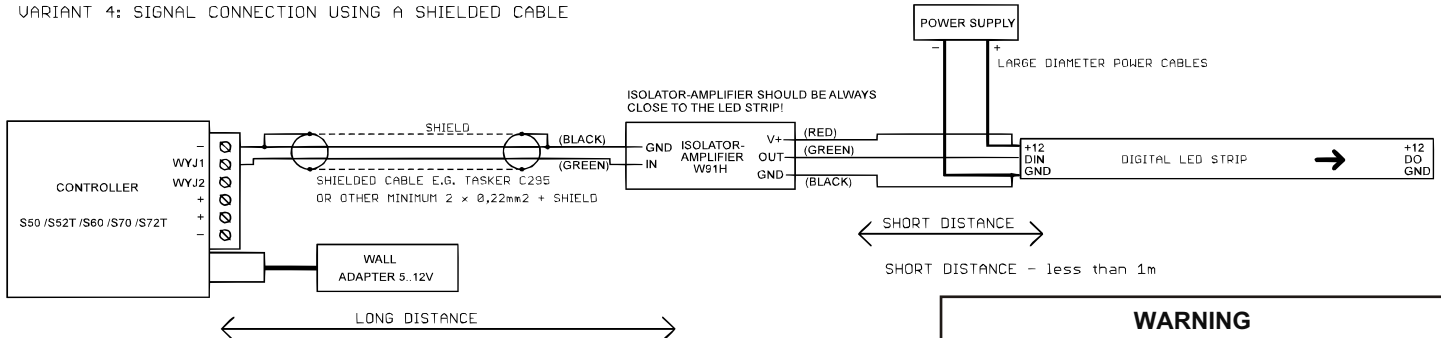 VARIANT 4: SIGNAL CONNECTION USING A SHIELDED CABLE
POWER SUPPLY
- +
LARGE DIAMETER POWER CABLES
ISOLATOR-AMPLIFIER SHOULD BE ALWAYS
CLOSE TO THE LED STRIP!
CONTROLLER
S50 /S52T /S60 /S70 /S72T
-
WYJ1
WYJ2
+
+
-
SHIELD
(BLACK)
(GREEN)
SHIELDED CABLE E.G. TASKER C295
OR OTHER MINIMUM 2 x 0,22mm2 + SHIELD
GND
IN
ISOLATOR-
AMPLIFIER
W91H
V+
OUT
GND
(RED)
(GREEN)
(BLACK)
+12
DIN
GND
DIGITAL LED STRIP
+12
DO
GND
WALL
ADAPTER 5..12V
SHORT DISTANCE
SHORT DISTANCE - less than 1m
LONG DISTANCE
WARNING